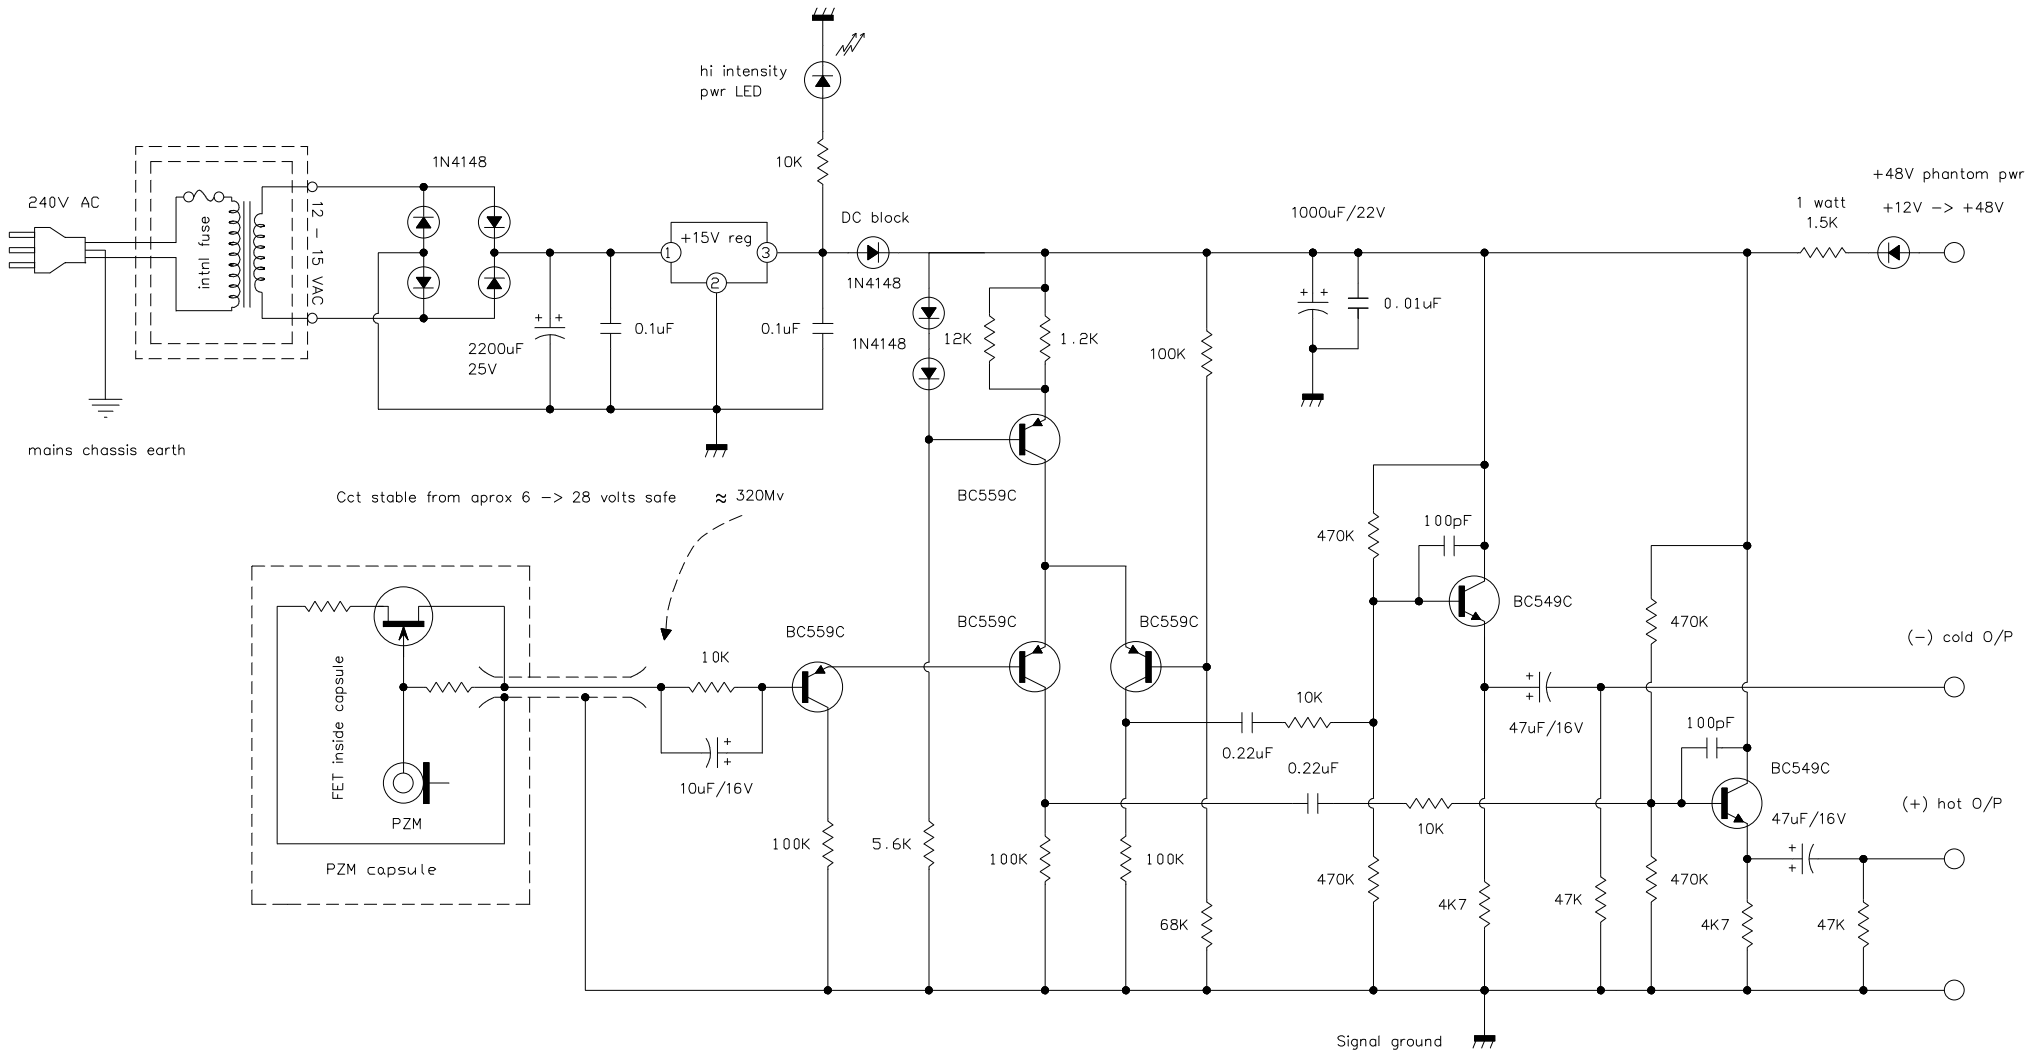 hi intensity
pwr LED
10K
1N4148
240V AC
intnl fuse
12 - 15 VAC
+15V reg
1
2
3
DC block
1N4148
1000uF/22V
+48V phantom pwr
1 watt
1.5K
+12V -> +48V
2200uF
25V
0.1uF
0.1uF
1N4148
12K
1.2K
100K
0.01uF
mains chassis earth
Cct stable from aprox 6 -> 28 volts safe
≈ 320Mv
BC559C
470K
100pF
BC549C
470K
(-) cold O/P
FET inside capsule
PZM
PZM capsule
10K
10uF/16V
BC559C
BC559C
BC559C
10K
0.22uF
0.22uF
47uF/16V
100pF
BC549C
(+) hot O/P
10K
47uF/16V
100K
5.6K
100K
100K
68K
470K
4K7
47K
470K
4K7
47K
Signal ground